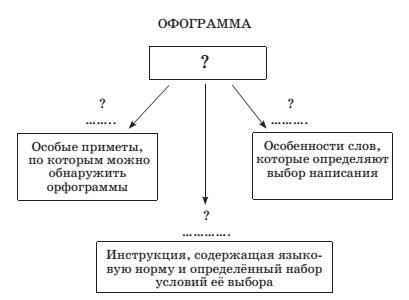 ОФОГРАММА
?
?
……..
?
……….
Особые приметы,
по которым можно
обнаружить
орфограммы
Особенности слов,
которые определяют
выбор написания
?
………….
Инструкция, содержащая языко-
вую норму и определённый набор
условий её выбора